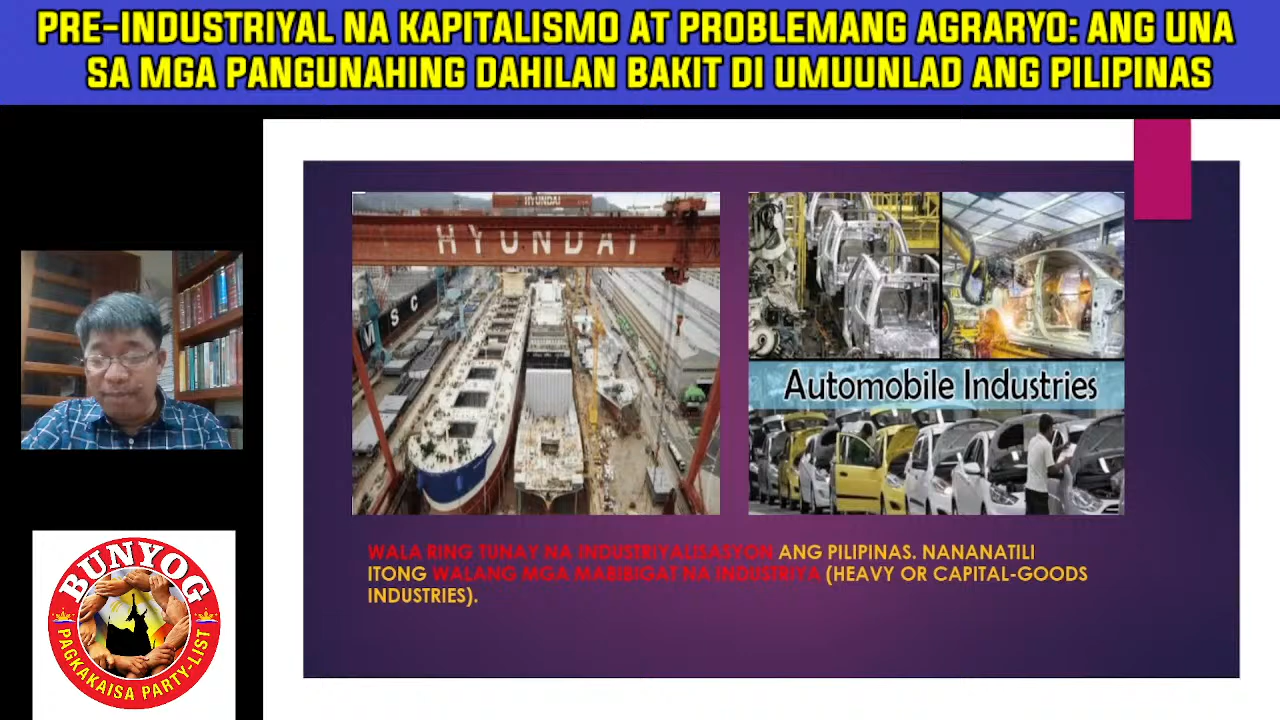 PRE-INDUSTRIYAL NA KAPITALISMO AT PROBLEMANG AGRARYO: ANG UNA
SA MGA PANGUNAHING DAHILAN BAKIT DI UMUUNLAD ANG PILIPINAS
HYUNDAI
HYUNDAI
MSC
Automobile Industries
WALA RING TUNAY NA INDUSTRIYALISASYON ANG PILIPINAS. NANANATILI
ITONG WALANG MGA MABIBIGAT NA INDUSTRIYA (HEAVY OR CAPITAL-GOODS
INDUSTRIES).
BUNYOG
PAGKAKAISA PARTY-LIST